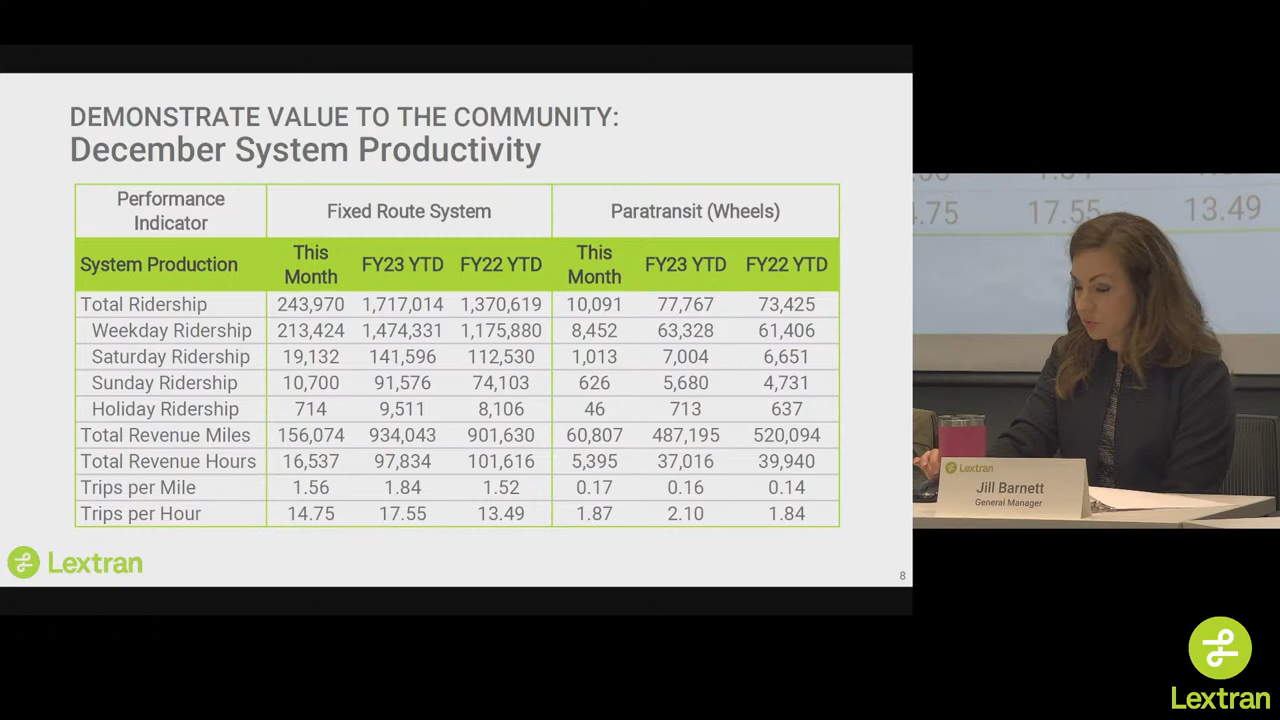 DEMONSTRATE VALUE TO THE COMMUNITY:
December System Productivity
Performance Indicator Fixed Route System Paratransit (Wheels)
System Production This Month FY23 YTD FY22 YTD This Month FY23 YTD FY22 YTD
Total Ridership 243,970 1,717,014 1,370,619 10,091 77,767 73,425
Weekday Ridership 213,424 1,474,331 1,175,880 8,452 63,328 61,406
Saturday Ridership 19,132 141,596 112,530 1,013 7,004 6,651
Sunday Ridership 10,700 91,576 74,103 626 5,680 4,731
Holiday Ridership 714 9,511 8,106 46 713 637
Total Revenue Miles 156,074 934,043 901,630 60,807 487,195 520,094
Total Revenue Hours 16,537 97,834 101,616 5,395 37,016 39,940
Trips per Mile 1.56 1.84 1.52 0.17 0.16 0.14
Trips per Hour 14.75 17.55 13.49 1.87 2.10 1.84
Lextran
8
4.75 17.55 13.49
Lextran
Jill Barnett
General Manager
Lextran